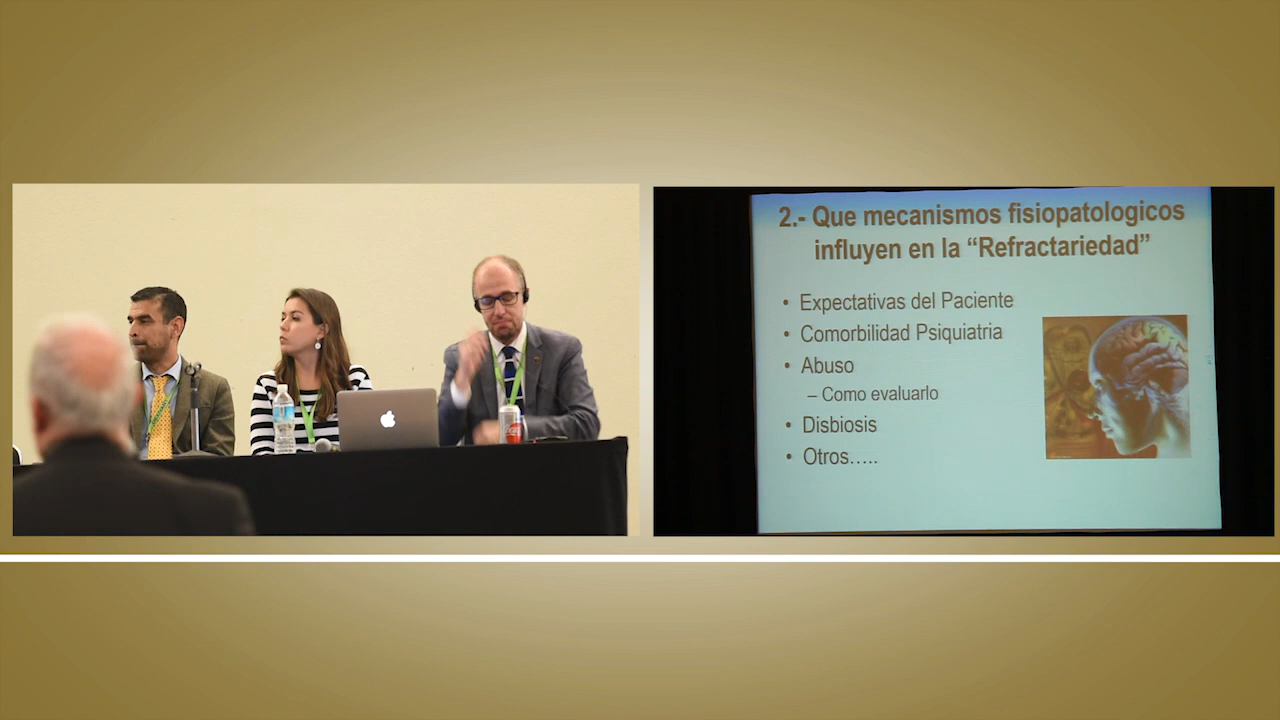 2.- Que mecanismos fisiopatologicos
influyen en la “Refractariedad”
• Expectativas del Paciente
• Comorbilidad Psiquiatria
• Abuso
– Como evaluarlo
• Disbiosis
• Otros.....